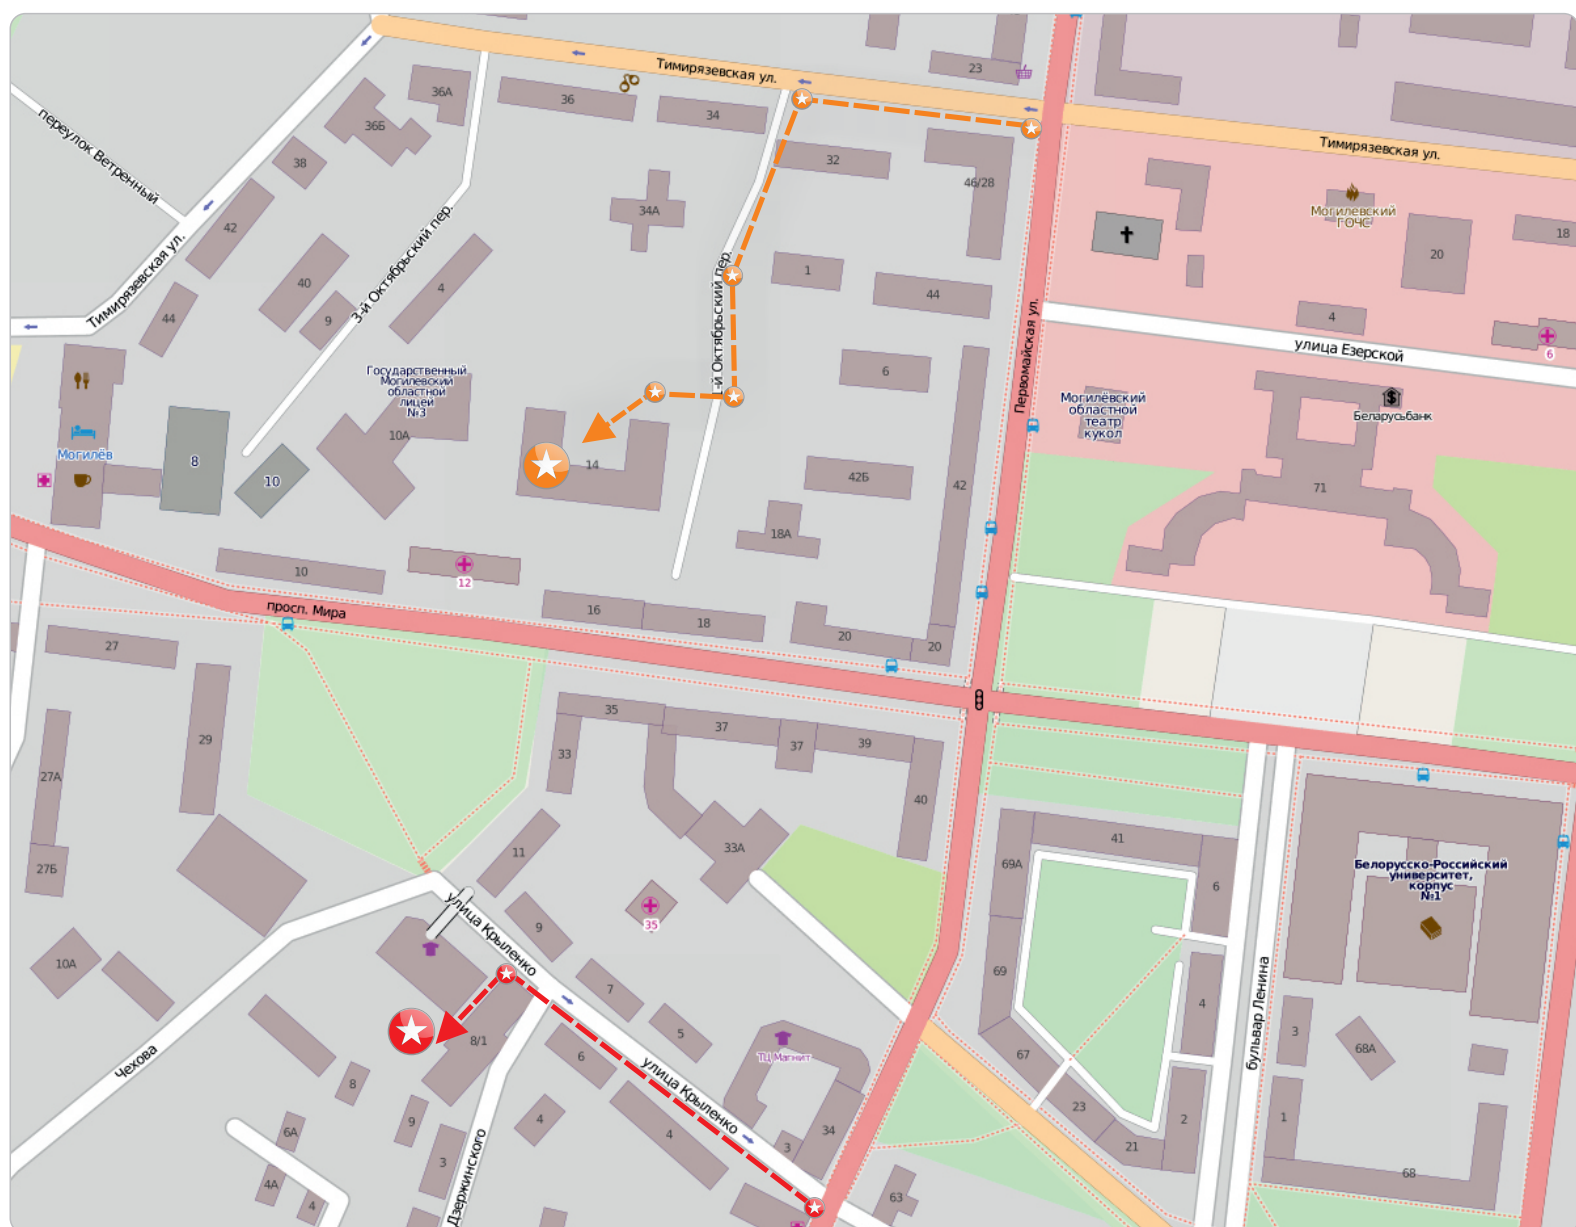 Тимирязевская ул.
23
36А
36
34
36Б
переулок Ветренный
38
32
46/28
Тимирязевская ул.
34А
Могилевский
ГОЧС
18
20
42
3-й Октябрьский пер.
1-й Октябрьский пер.
Первомайская ул.
1
44
40
4
9
44
Тимирязевская ул.
4
улица Езерской
6
6
Государственный
Могилевский
областной
лицей
№3
10А
Могилёвский
областной
театр
кукол
Беларусьбанк
Могилёв
8
10
14
42Б
42
71
18А
10
12
просп. Мира
16
18
20
20
27
29
35
37
37
39
33
27А
40
41
69А
27Б
11
33А
6
Белорусско-Российский
университет,
корпус
№1
35
9
улица Крыленко
10А
7
69
4
бульвар Ленина
5
3
68А
8/1
6
ТЦ Магнит
67
Чехова
8
улица Крыленко
23
9
4
4
34
2
1
6А
3
3
21
4А
4
63
68
Дзержинского